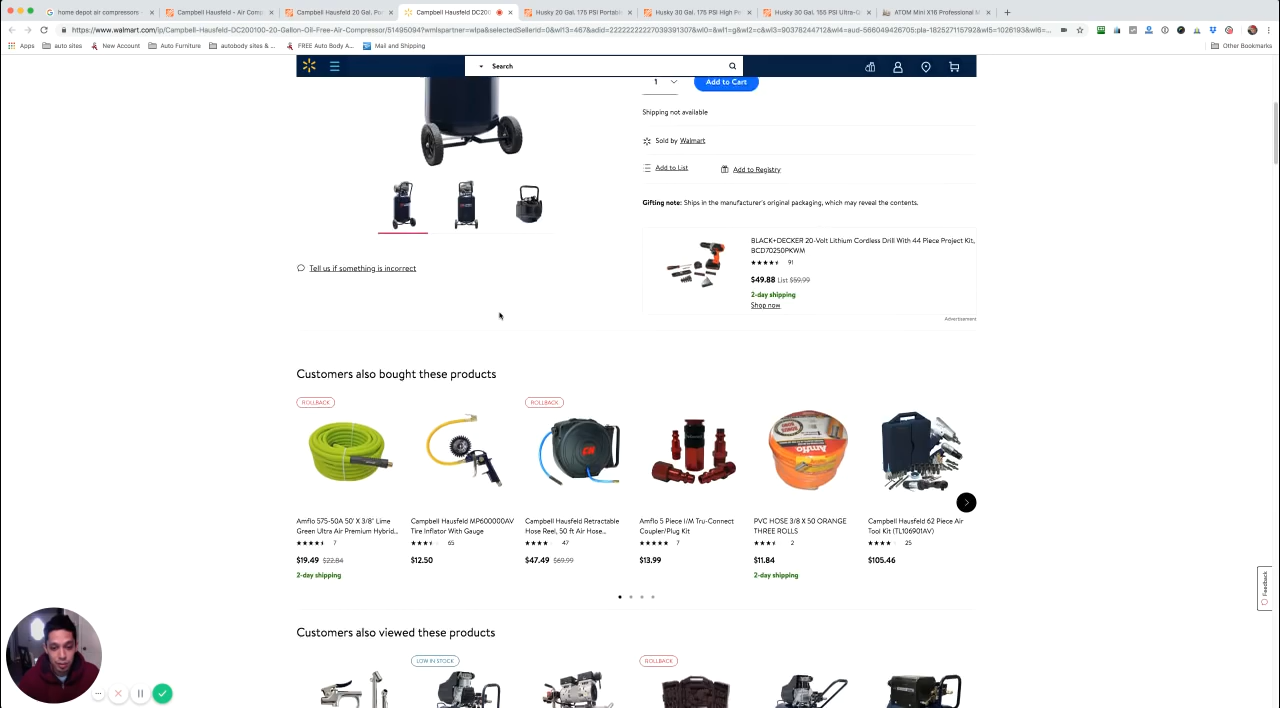 home depot air compressors
Campbell Hausfeld - Air Comp
Campbell Hausfeld 20 Gal. Por
Campbell Hausfeld DC200
Husky 20 Gal. 175 PSI Portabl
Husky 30 Gal. 175 PSI High Pe
Husky 30 Gal. 155 PSI Ultra-Q
ATOM Mini X16 Professional M
Apps
auto sites
New Account
Auto Furniture
autobody sites & ...
FREE Auto Body A...
Mail and Shipping
Other Bookmarks
Search
1
Add to Cart
Shipping not available
Sold by Walmart
Add to List
Add to Registry
Gifting note: Ships in the manufacturer's original packaging, which may reveal the contents.
Tell us if something is incorrect
BLACK+DECKER 20-Volt Lithium Cordless Drill With 44 Piece Project Kit,
BCD702C50PKWM
91
$49.88 List $59.99
2-day shipping
Shop now
Advertisement
Customers also bought these products
ROLLBACK
Amflo 575-50A 50' X 3/8" Lime
Green Ultra Air Premium Hybrid...
7
$19.49 $22.84
2-day shipping
Campbell Hausfeld MP600000AV
Tire Inflator With Gauge
65
$12.50
ROLLBACK
Campbell Hausfeld Retractable
Hose Reel, 50 ft Air Hose...
47
$47.49 $69.99
Amflo 5 Piece I/M Tru-Connect
Coupler/Plug Kit
7
$13.99
PVC HOSE 3/8 X 50 ORANGE
THREE ROLLS
2
$11.84
2-day shipping
Campbell Hausfeld 62 Piece Air
Tool Kit (TL106901AV)
25
$105.46
Feedback
Customers also viewed these products
LOW IN STOCK
ROLLBACK